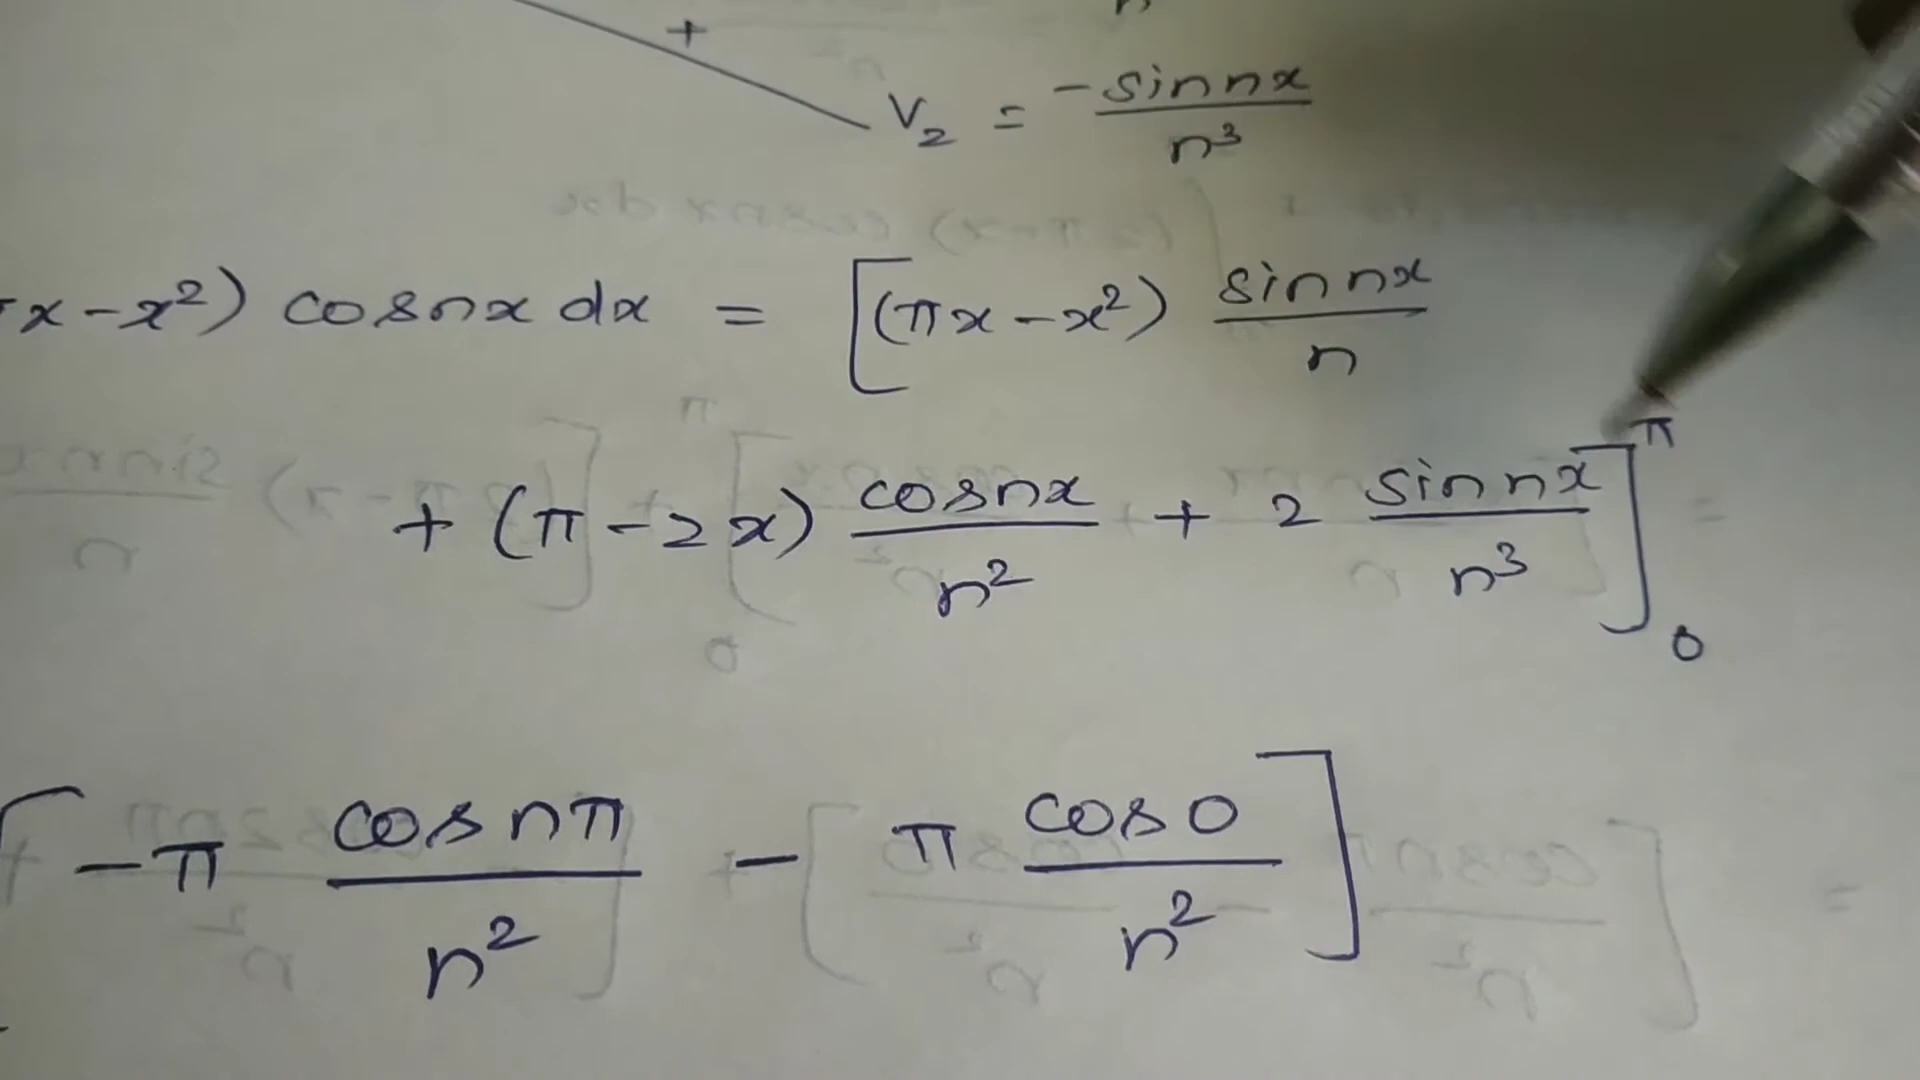 +
V₂ = -sin nx / n³
x - x²) cos nx dx = [(πx - x²) sin nx / n
+ (π - 2x) cos nx / n² + 2 sin nx / n³]₀^π
[-π cos nπ / n² - π cos 0 / n²]